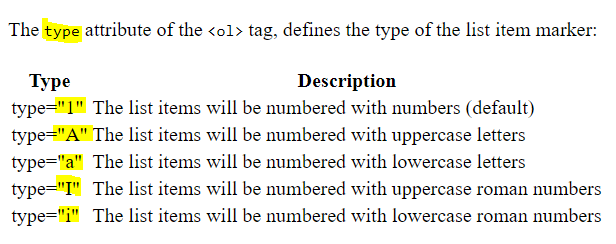 The type attribute of the <ol> tag, defines the type of the list item marker:
Type Description
type="1" The list items will be numbered with numbers (default)
type="A" The list items will be numbered with uppercase letters
type="a" The list items will be numbered with lowercase letters
type="I" The list items will be numbered with uppercase roman numbers
type="i" The list items will be numbered with lowercase roman numbers